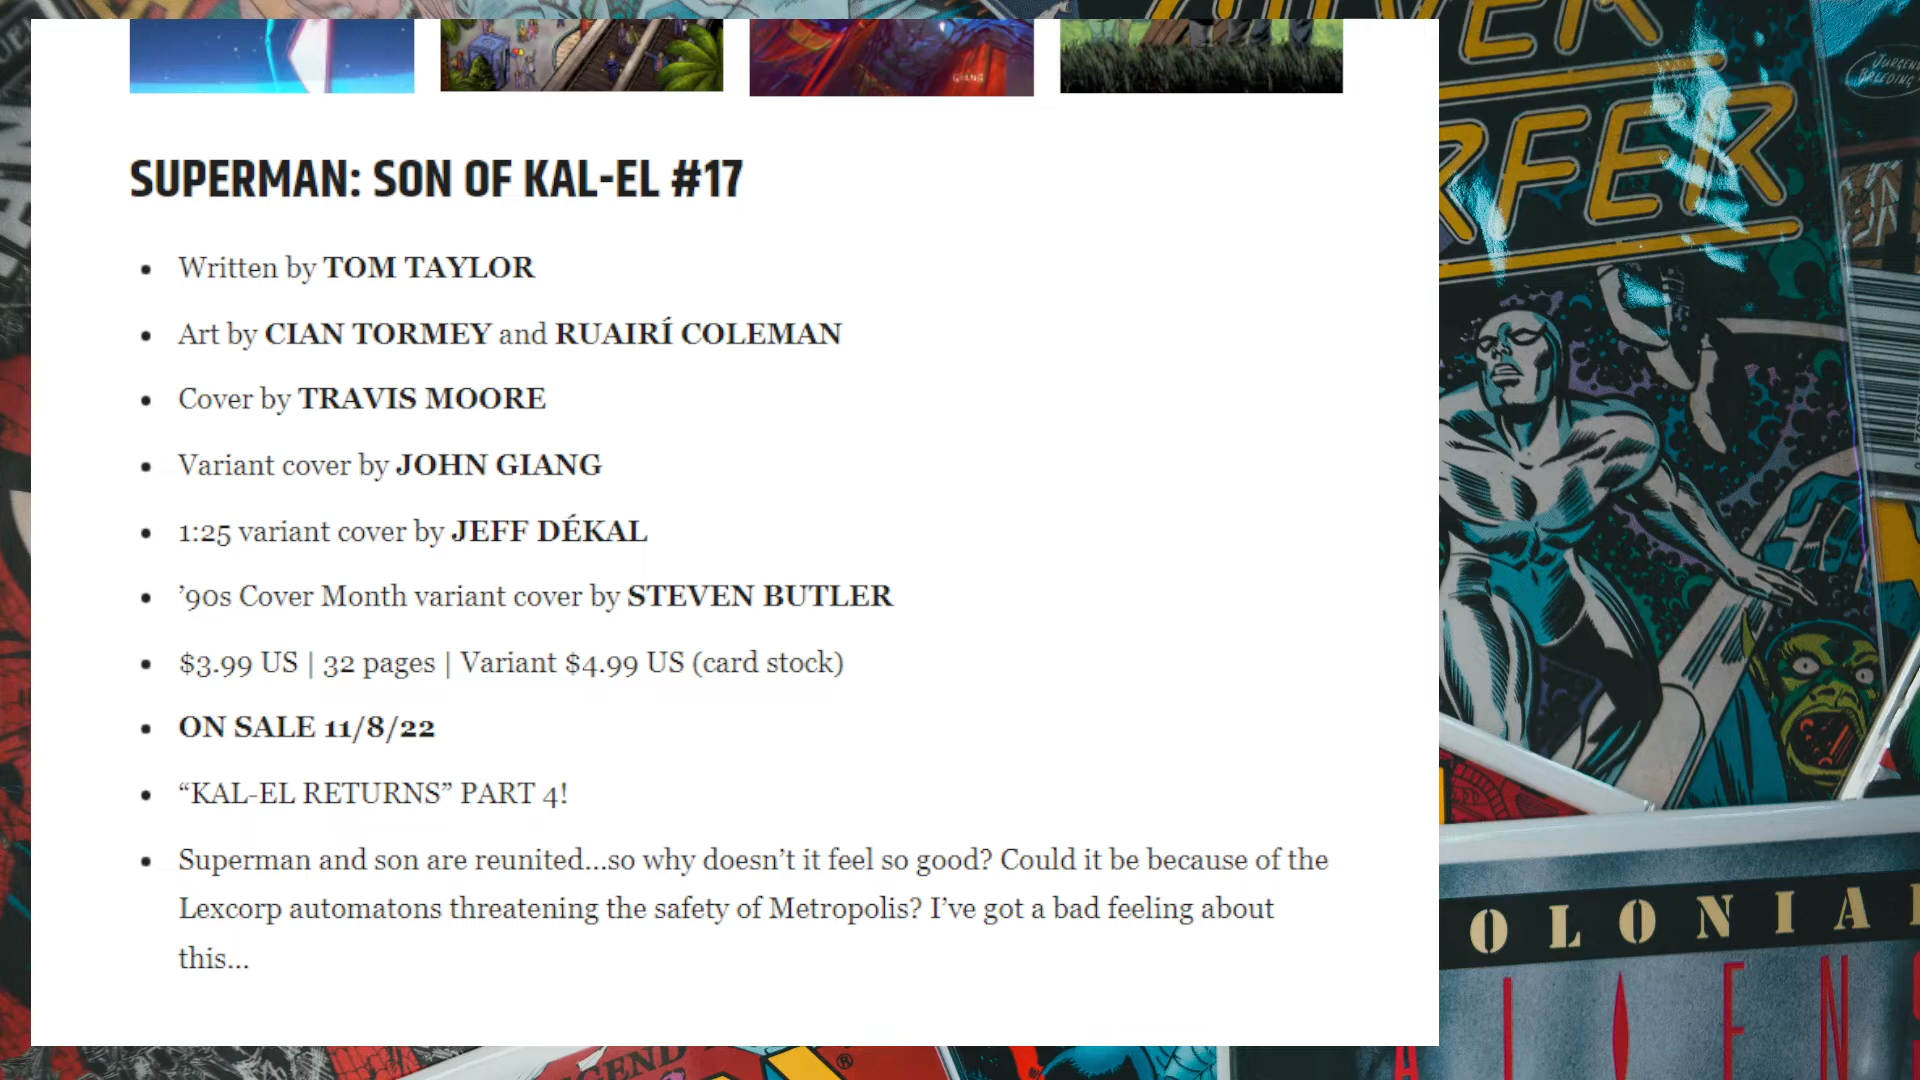 GIANG
SUPERMAN: SON OF KAL-EL #17
Written by TOM TAYLOR
Art by CIAN TORMEY and RUAIRÍ COLEMAN
Cover by TRAVIS MOORE
Variant cover by JOHN GIANG
1:25 variant cover by JEFF DÉKAL
’90s Cover Month variant cover by STEVEN BUTLER
$3.99 US | 32 pages | Variant $4.99 US (card stock)
ON SALE 11/8/22
“KAL-EL RETURNS” PART 4!
Superman and son are reunited...so why doesn’t it feel so good? Could it be because of the
Lexcorp automatons threatening the safety of Metropolis? I’ve got a bad feeling about
this...
OLONIA
ALIENS